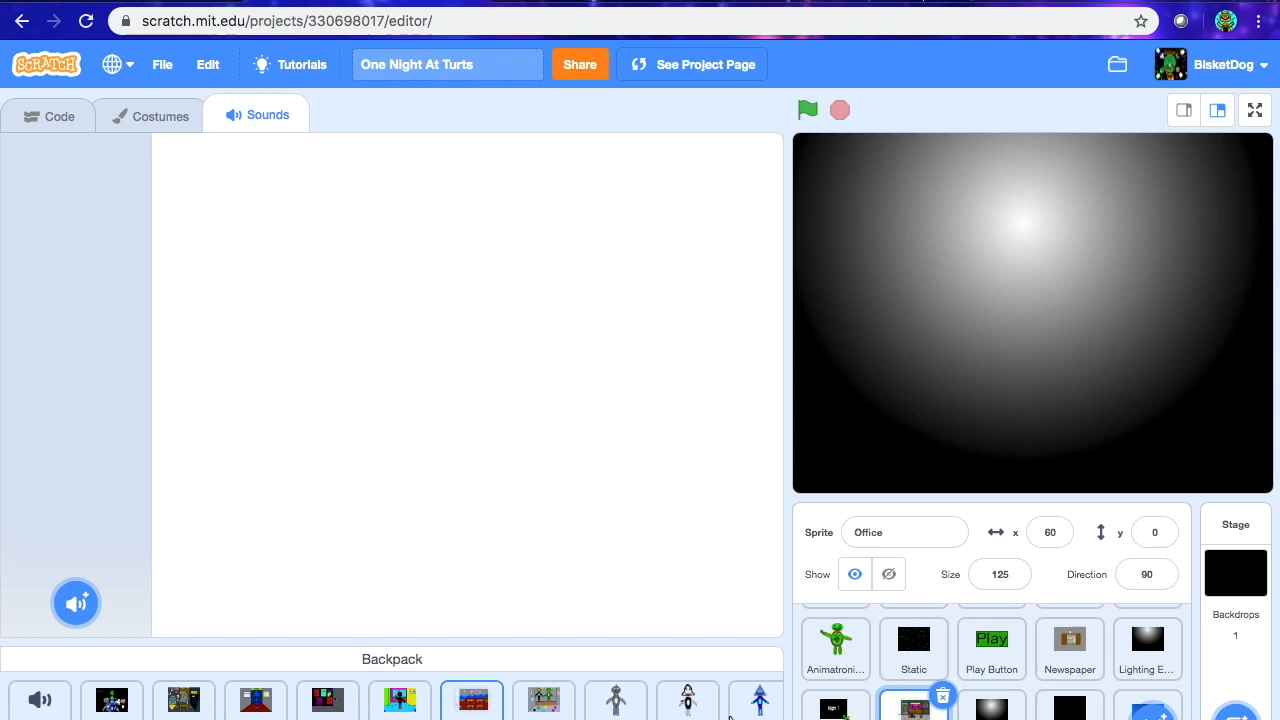 scratch.mit.edu/projects/330698017/editor/
SCRATCH File Edit Tutorials One Night At Turts Share See Project Page BisketDog
Code Costumes Sounds
Sprite Office x 60 y 0
Show Size 125 Direction 90
Stage
Backdrops
1
Play
Animatroni... Static Play Button Newspaper Lighting E...
Backpack
Night 1